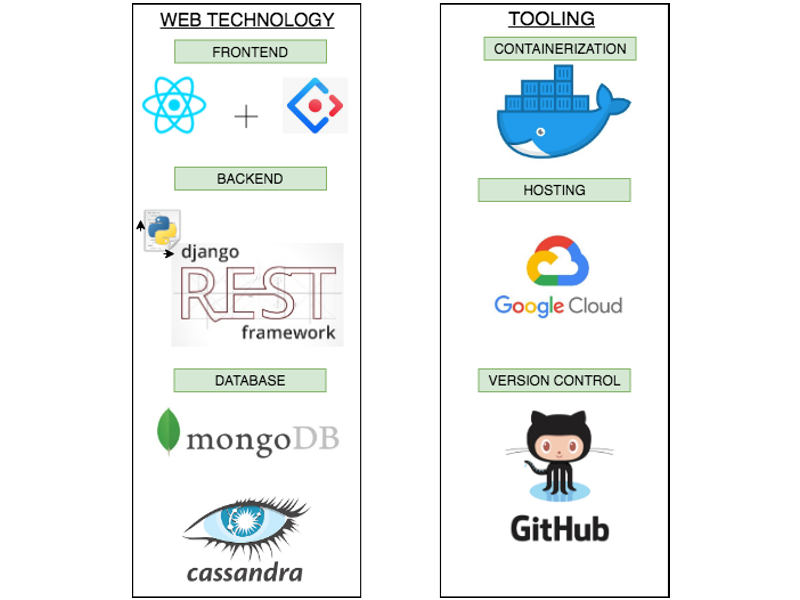 WEB TECHNOLOGY
FRONTEND
BACKEND
django
REST
framework
DATABASE
mongoDB
cassandra
TOOLING
CONTAINERIZATION
HOSTING
Google Cloud
VERSION CONTROL
GitHub